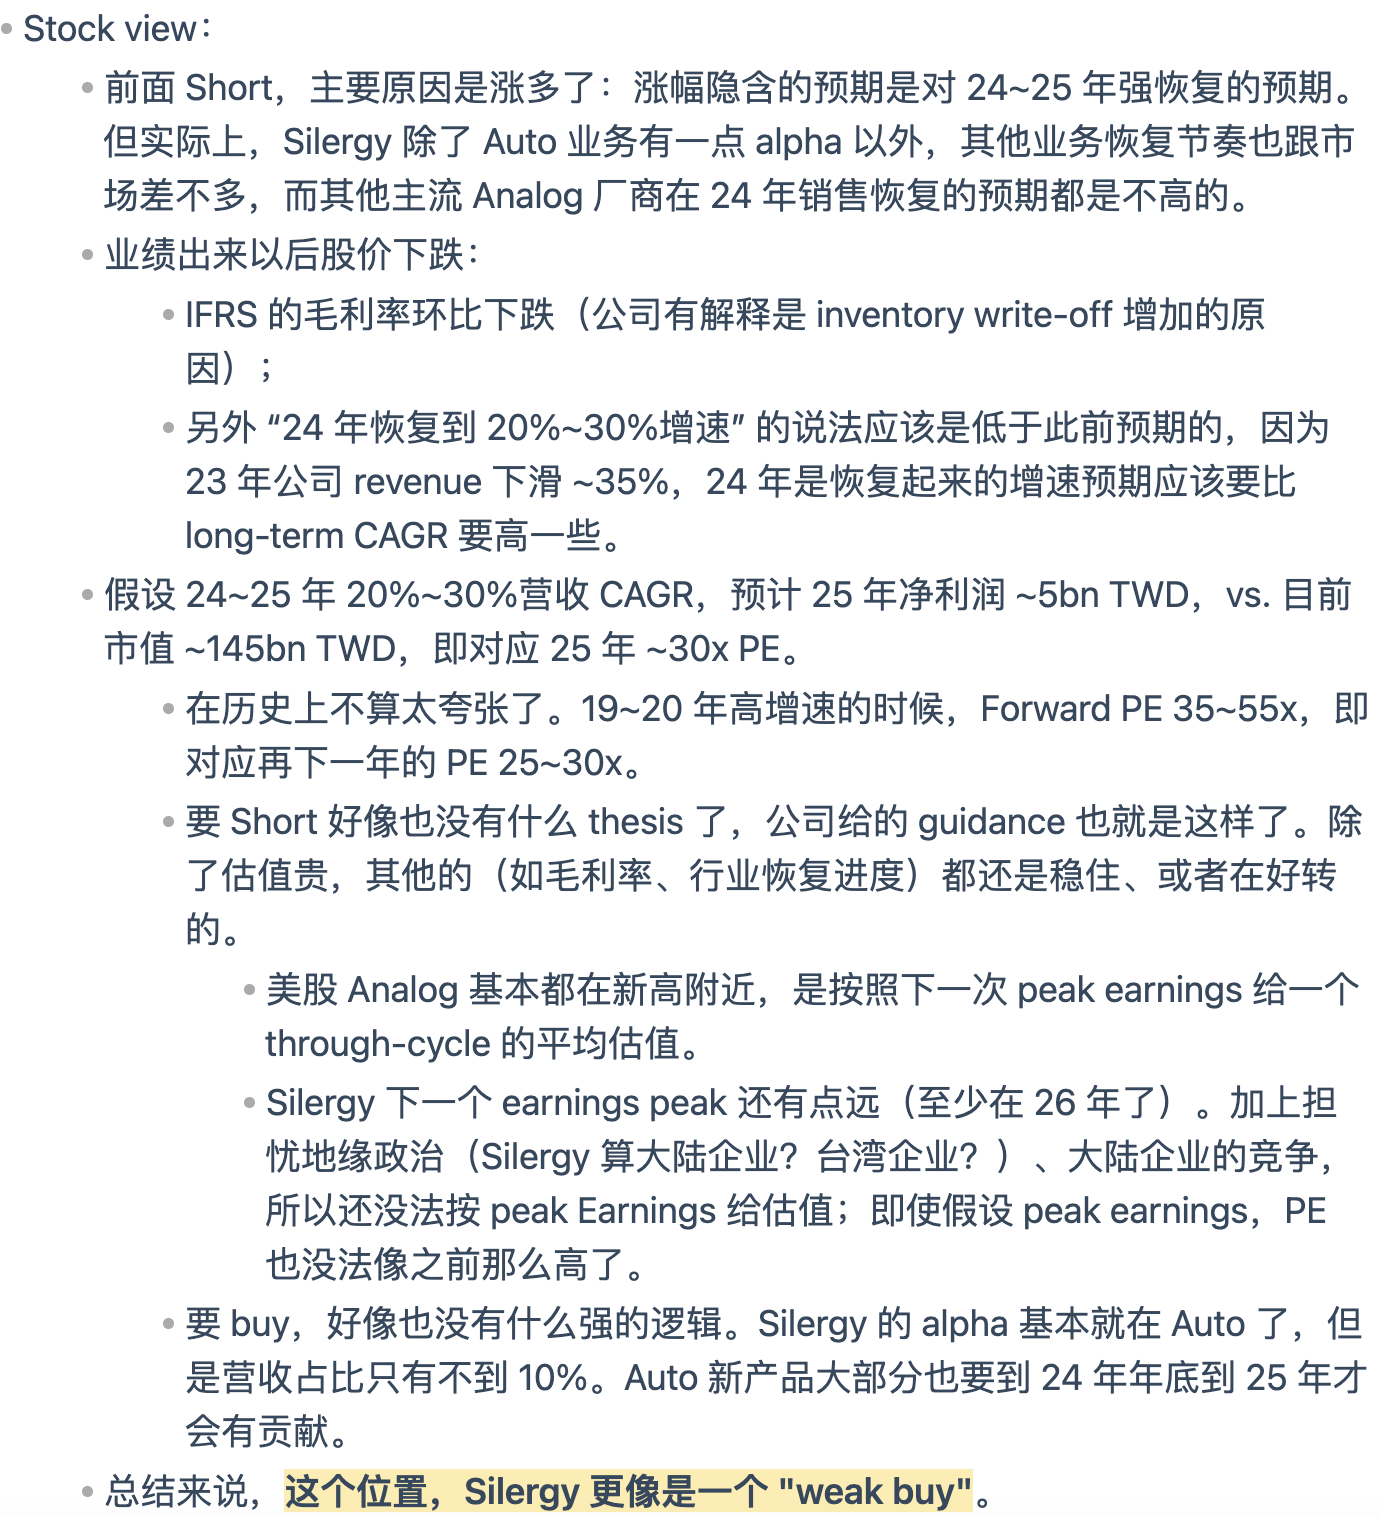 Stock view：
前面 Short，主要原因是涨多了：涨幅隐含的预期是对 24~25 年强恢复的预期。
但实际上，Silergy 除了 Auto 业务有一点 alpha 以外，其他业务恢复节奏也跟市
场差不多，而其他主流 Analog 厂商在 24 年销售恢复的预期都是不高的。
业绩出来以后股价下跌：
IFRS 的毛利率环比下跌（公司有解释是 inventory write-off 增加的原
因）；
另外 “24 年恢复到 20%~30%增速” 的说法应该是低于此前预期的，因为
23 年公司 revenue 下滑 ~35%，24 年是恢复起来的增速预期应该要比
long-term CAGR 要高一些。
假设 24~25 年 20%~30%营收 CAGR，预计 25 年净利润 ~5bn TWD，vs. 目前
市值 ~145bn TWD，即对应 25 年 ~30x PE。
在历史上不算太夸张了。19~20 年高增速的时候，Forward PE 35~55x，即
对应再下一年的 PE 25~30x。
要 Short 好像也没有什么 thesis 了，公司给的 guidance 也就是这样了。除
了估值贵，其他的（如毛利率、行业恢复进度）都还是稳住、或者在好转
的。
美股 Analog 基本都在新高附近，是按照下一次 peak earnings 给一个
through-cycle 的平均估值。
Silergy 下一个 earnings peak 还有点远（至少在 26 年了）。加上担
忧地缘政治（Silergy 算大陆企业？台湾企业？）、大陆企业的竞争，
所以还没法按 peak Earnings 给估值；即使假设 peak earnings，PE
也没法像之前那么高了。
要 buy，好像也没有什么强的逻辑。Silergy 的 alpha 基本就在 Auto 了，但
是营收占比只有不到 10%。Auto 新产品大部分也要到 24 年年底到 25 年才
会有贡献。
总结来说，这个位置，Silergy 更像是一个 "weak buy"。